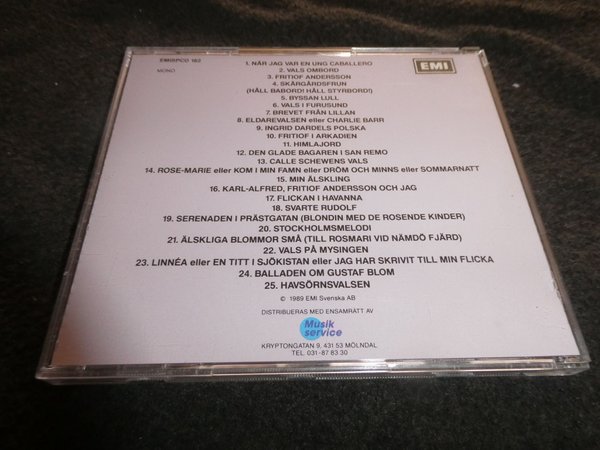 EMISPCD 163
MONO
EMI
1. NÄR JAG VAR EN UNG CABALLERO
2. VALS OMBORD
3. FRITIOF ANDERSSON
4. SKÄRGÅRDSFRUN
(HÅLL BABORD! HÅLL STYRBORD!)
5. BYSSAN LULL
6. VALS I FURUSUND
7. BREVET FRÅN LILLAN
8. ELDAREVALSEN eller CHARLIE BARR
9. INGRID DARDELS POLSKA
10. FRITIOF I ARKADIEN
11. HIMLAJORD
12. DEN GLADE BAGAREN I SAN REMO
13. CALLE SCHEWENS VALS
14. ROSE-MARIE eller KOM I MIN FAMN eller DRÖM OCH MINNS eller SOMMARNATT
15. MIN ÄLSKLING
16. KARL-ALFRED, FRITIOF ANDERSSON OCH JAG
17. FLICKAN I HAVANNA
18. SVARTE RUDOLF
19. SERENADEN I PRÄSTGATAN (BLONDIN MED DE ROSENDE KINDER)
20. STOCKHOLMSMELODI
21. ÄLSKLIGA BLOMMOR SMÅ (TILL ROSMARI VID NÄMDÖ FJÄRD)
22. VALS PÅ MYSINGEN
23. LINNÉA eller EN TITT I SJÖKISTAN eller JAG HAR SKRIVIT TILL MIN FLICKA
24. BALLADEN OM GUSTAF BLOM
25. HAVSÖRNSVALSEN
© 1989 EMI Svenska AB
DISTRIBUERAS MED ENSAMRÄTT AV
Musik
service
KRYPTONGATAN 9, 431 53 MÖLNDAL
TEL. 031-87 83 30